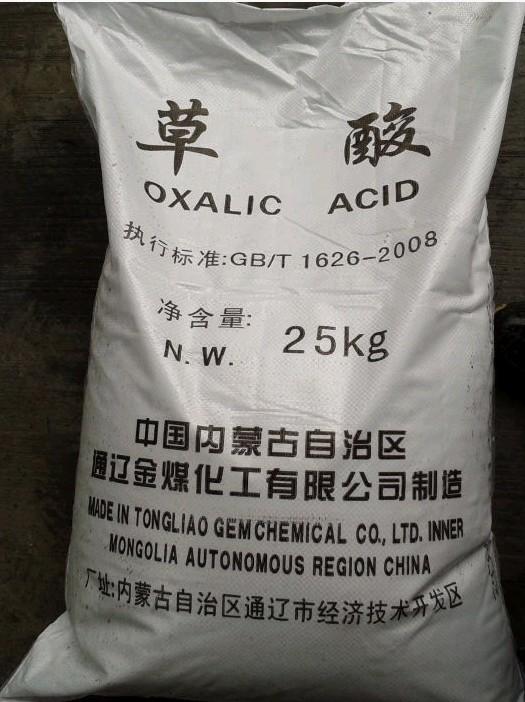 草 酸
OXALIC ACID
执行标准:GB/T 1626-2008
净含量: 25kg
N. W.
中国内蒙古自治区
通辽金煤化工有限公司制造
MADE IN TONGLIAO GEM CHEMICAL CO., LTD. INNER
MONGOLIA AUTONOMOUS REGION CHINA
厂址:内蒙古自治区通辽市经济技术开发区